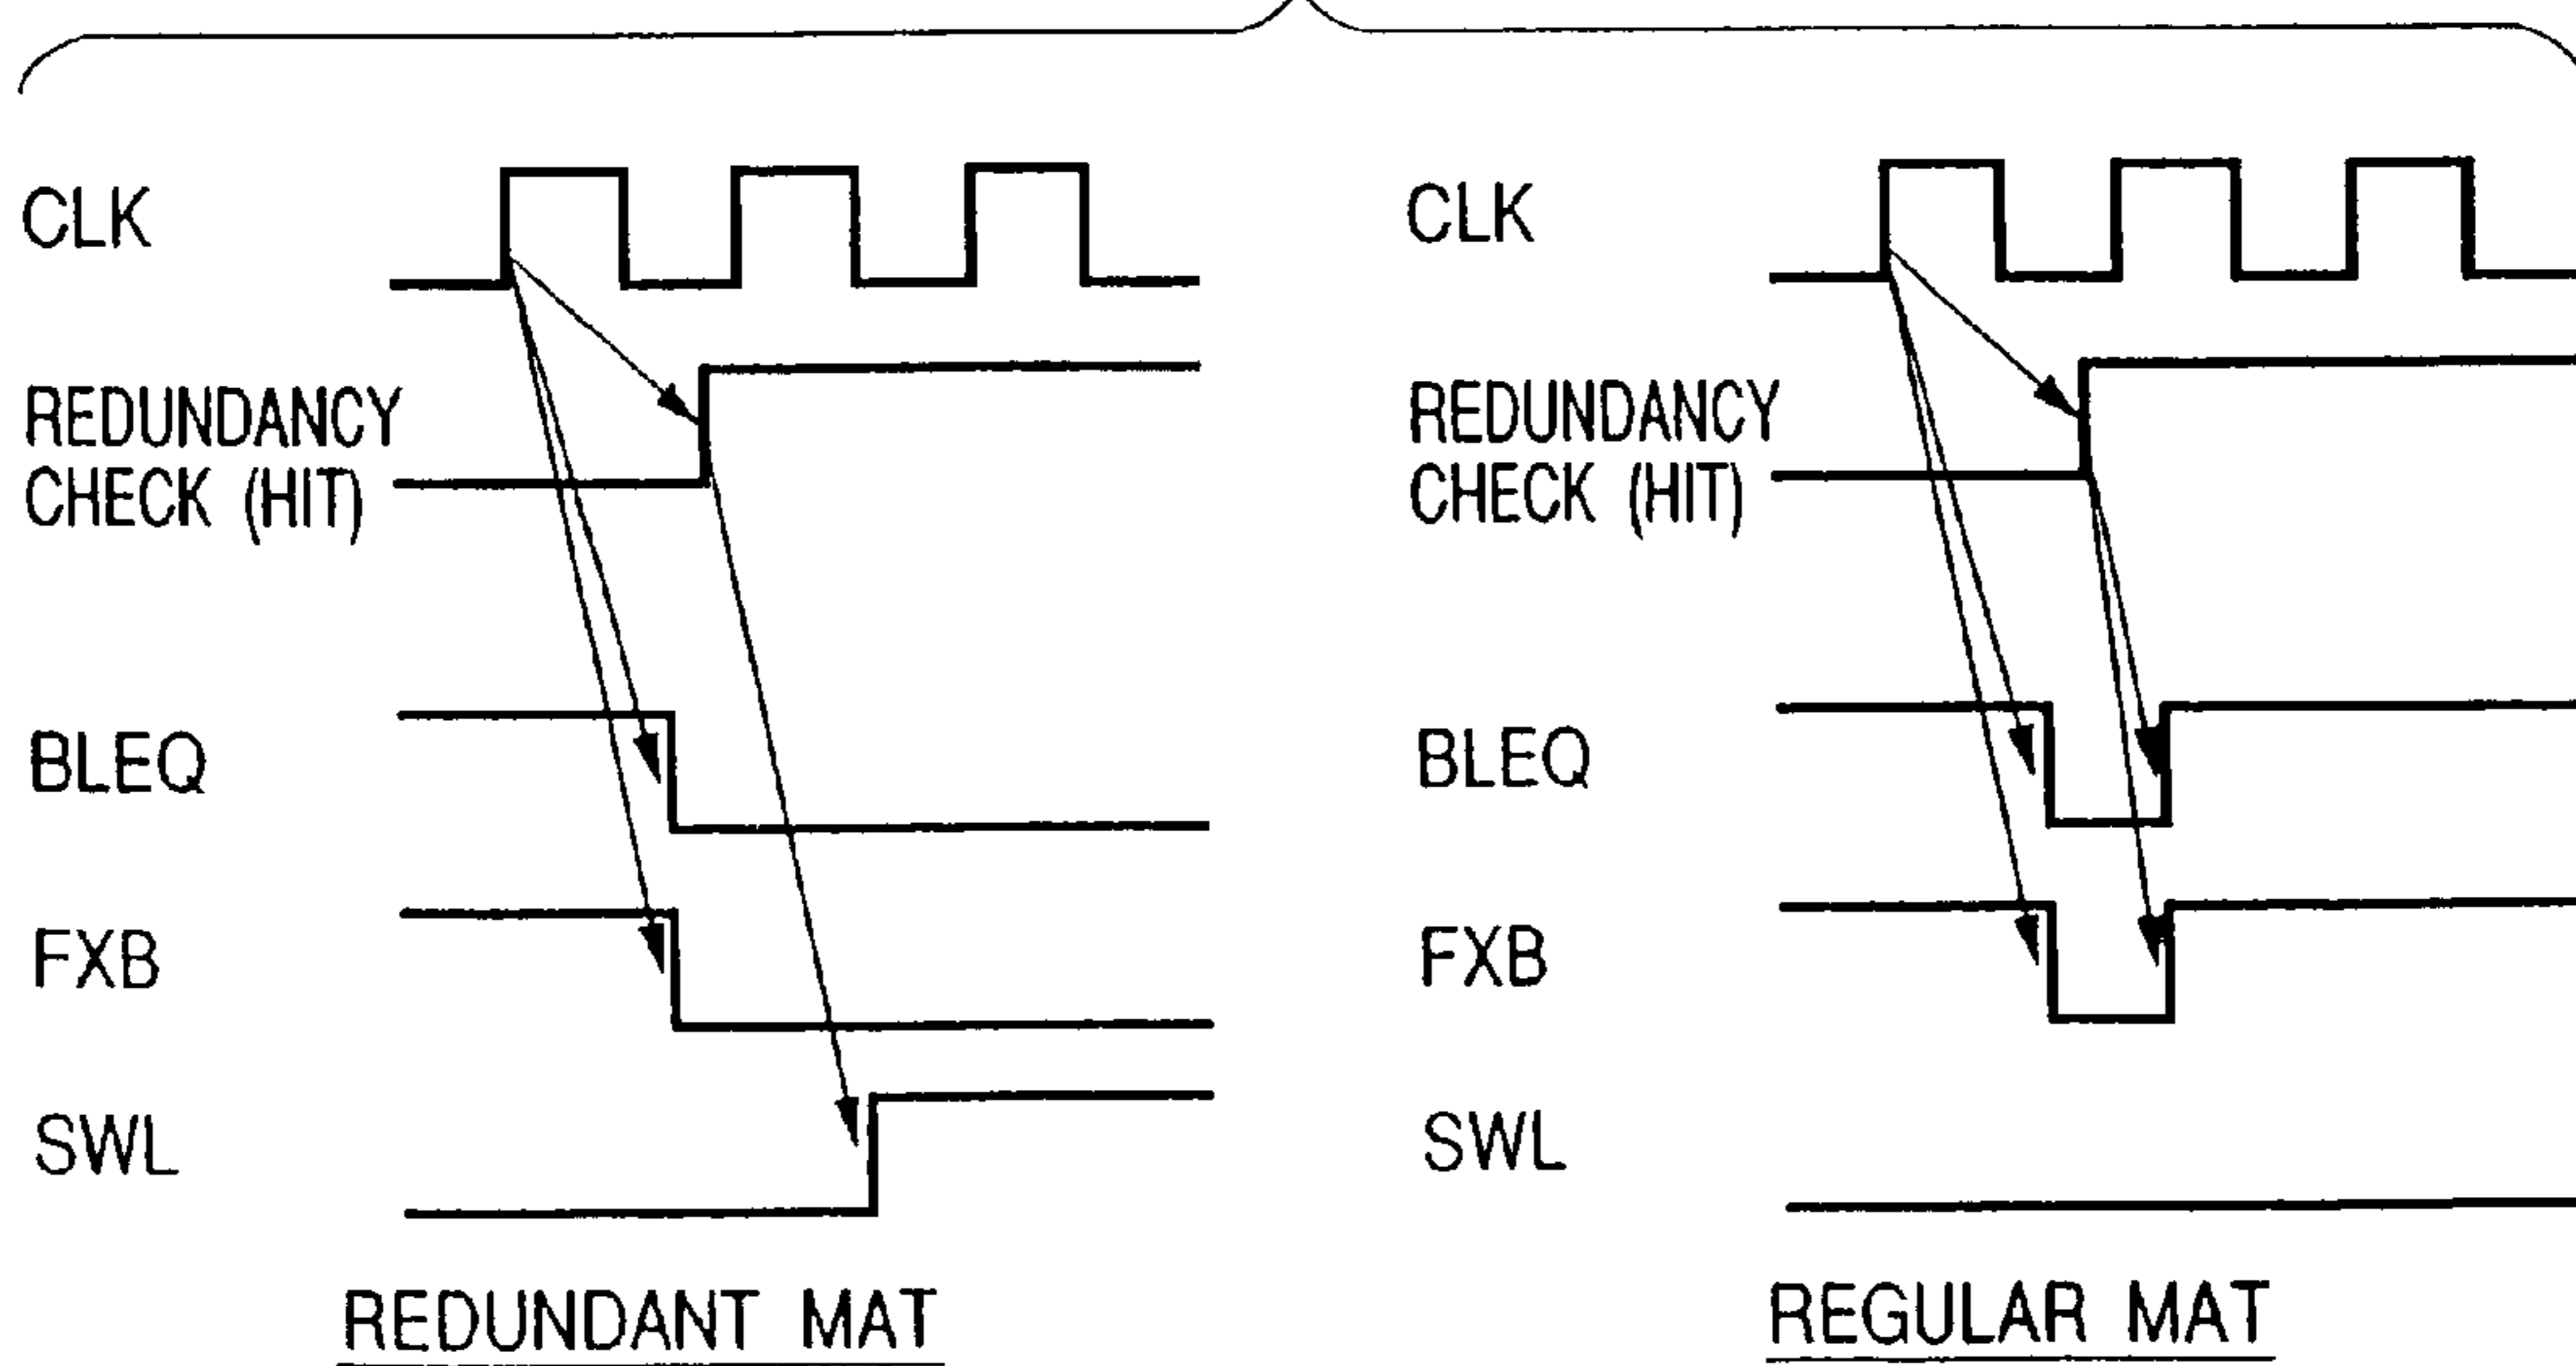 CLK
REDUNDANCY
CHECK (HIT)
BLEQ
FXB
SWL
REDUNDANT MAT
CLK
REDUNDANCY
CHECK (HIT)
BLEQ
FXB
SWL
REGULAR MAT